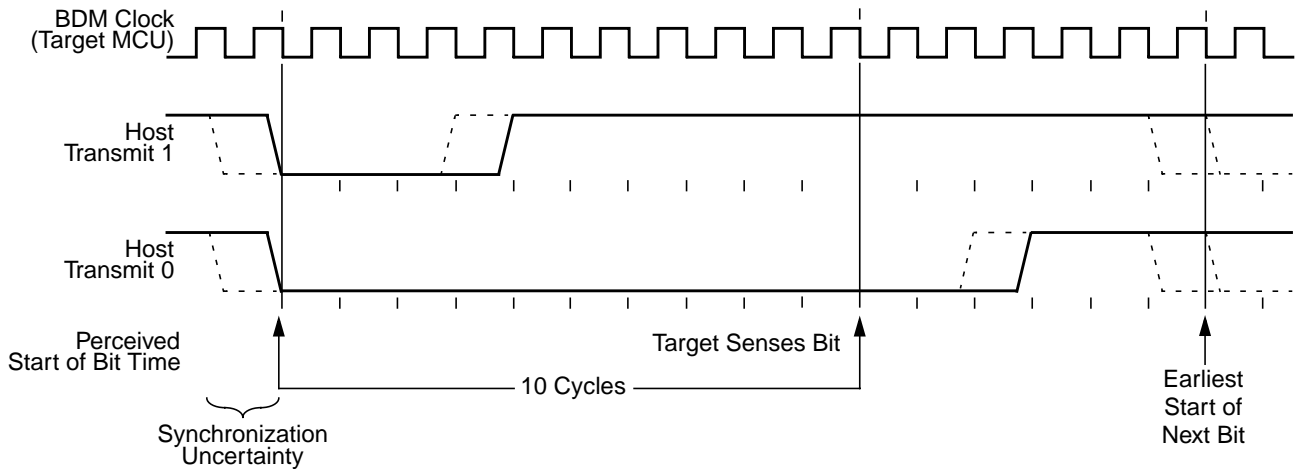 BDM Clock
(Target MCU)
Host
Transmit 1
Host
Transmit 0
Perceived
Start of Bit Time
Target Senses Bit
10 Cycles
Earliest
Start of
Next Bit
Synchronization
Uncertainty